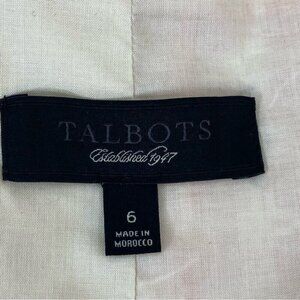 TALBOTS
Established 1947
6
MADE IN
MOROCCO